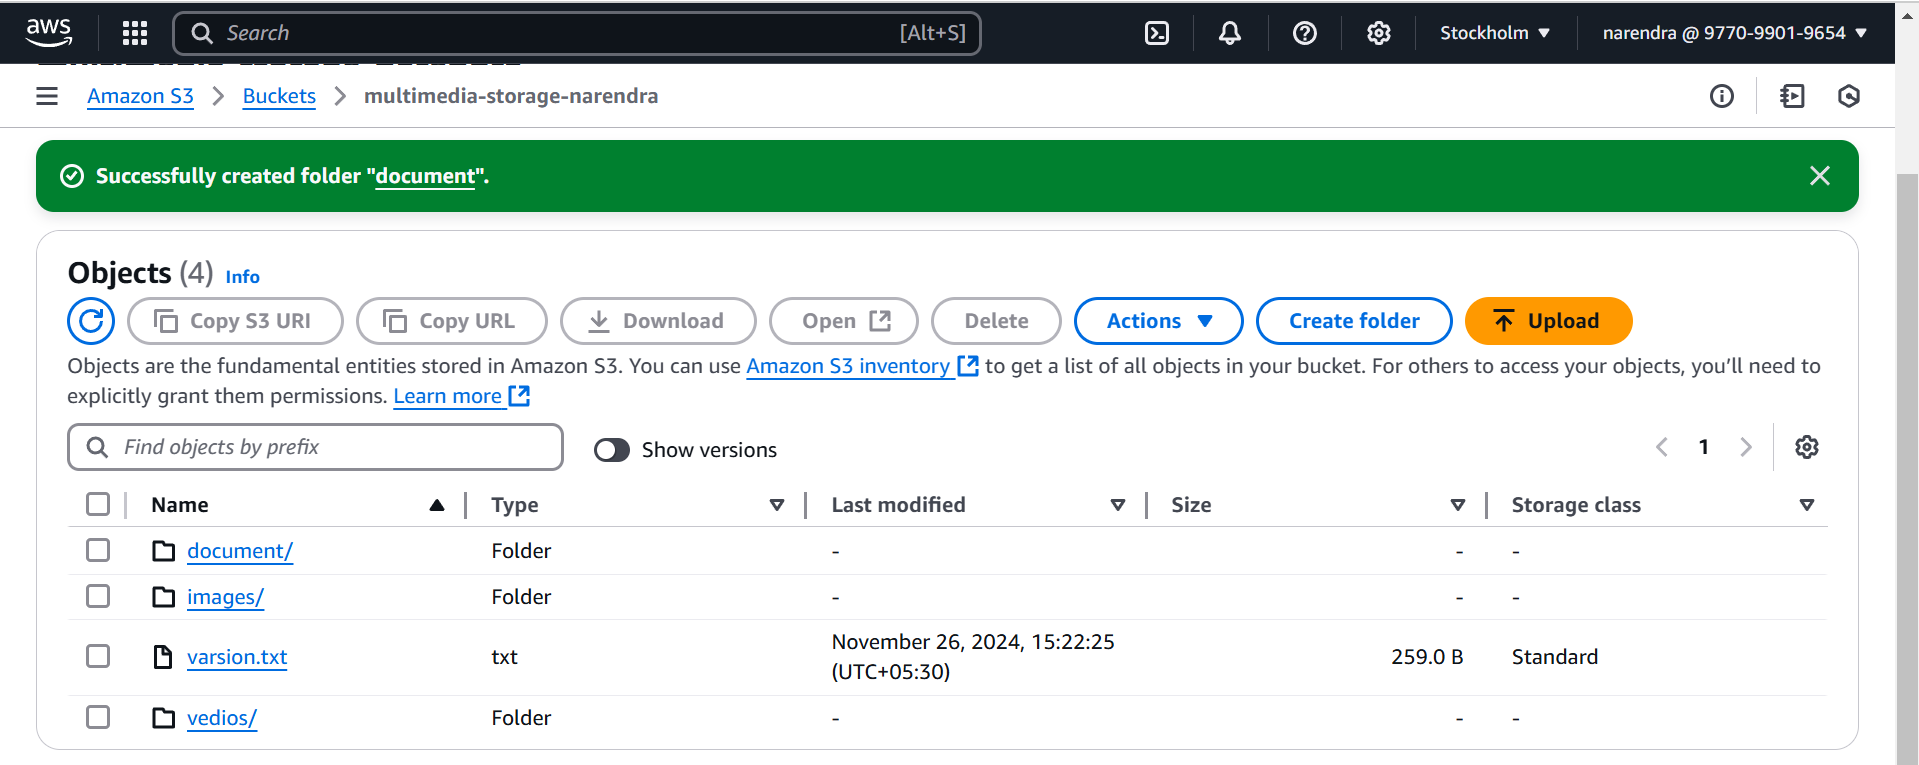 aws Search [Alt+S] Stockholm narendra @ 9770-9901-9654
Amazon S3 Buckets multimedia-storage-narendra
Successfully created folder "document".
Objects (4) Info
Copy S3 URI Copy URL Download Open Delete Actions Create folder Upload
Objects are the fundamental entities stored in Amazon S3. You can use Amazon S3 inventory to get a list of all objects in your bucket. For others to access your objects, you’ll need to
explicitly grant them permissions. Learn more
Find objects by prefix Show versions 1
Name Type Last modified Size Storage class
document/ Folder - - -
images/ Folder - - -
varsion.txt txt November 26, 2024, 15:22:25 (UTC+05:30) 259.0 B Standard
vedios/ Folder - - -